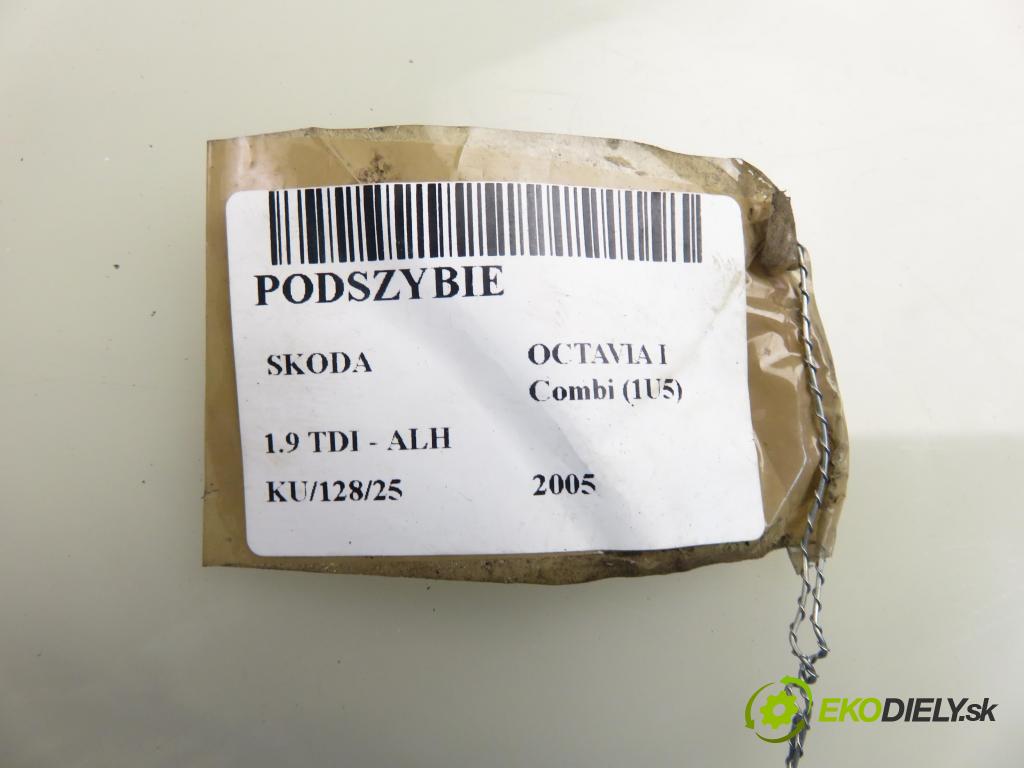 PODSZYBIE
SKODA
OCTAVIA I
Combi (1U5)
1.9 TDI - ALH
KU/128/25
2005
EKODIELY.sk